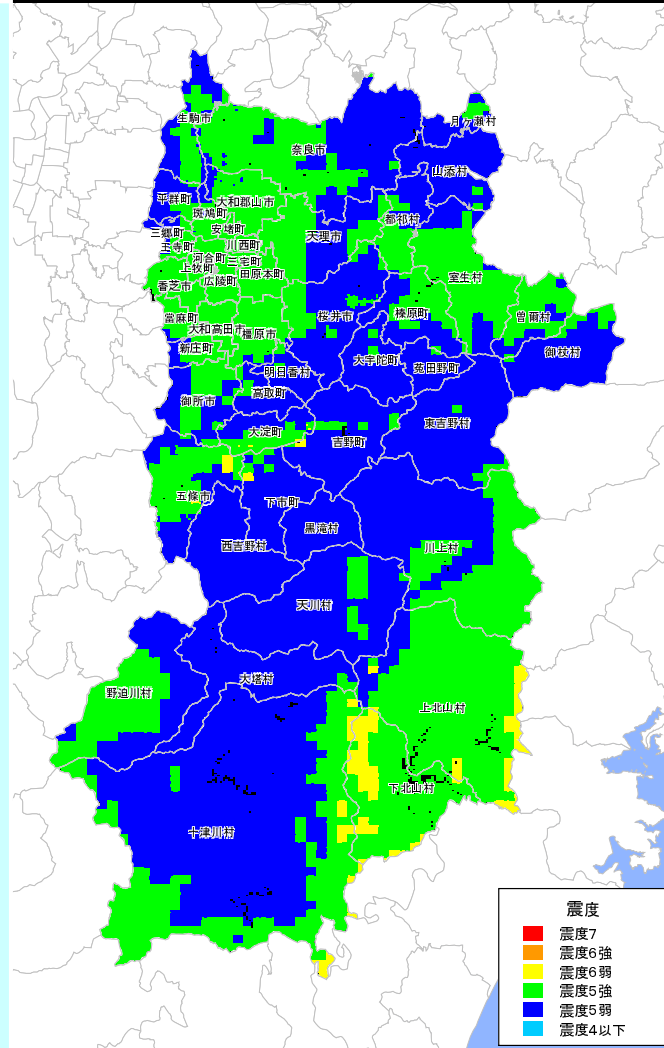 生駒市
月ヶ瀬村
奈良市
山添村
平群町
大和郡山市
斑鳩町
都祁村
安堵町
三郷町
天理市
王寺町
川西町
河合町
三宅町
上牧町
田原本町
室生村
広陵町
香芝市
榛原町
桜井市
曽爾村
當麻町
大和高田市
橿原市
新庄町
御杖村
大宇陀町
菟田野町
明日香村
高取町
御所市
東吉野村
大淀町
吉野町
五條市
下市町
黒滝村
西吉野村
川上村
天川村
大塔村
野迫川村
上北山村
下北山村
十津川村
震度
震度7
震度6強
震度6弱
震度5強
震度5弱
震度4以下